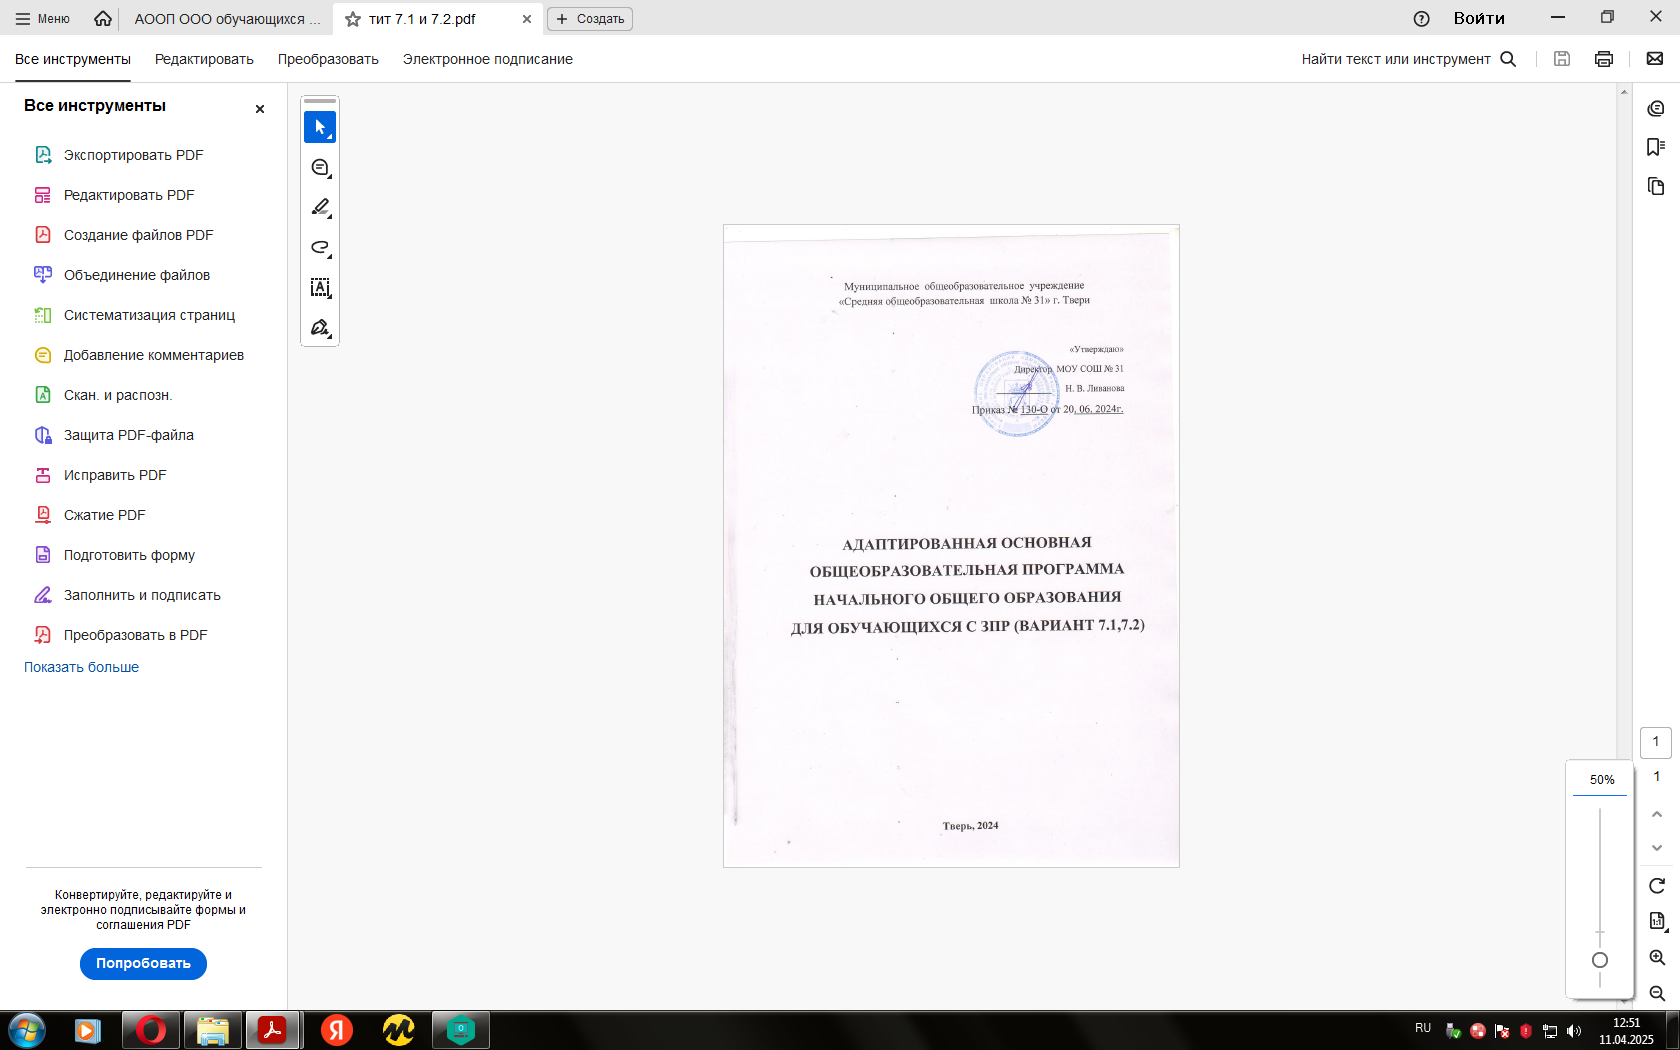 Меню
АООП ООО обучающихся ...
тит 7.1 и 7.2.pdf
Создать
Войти
Все инструменты
Редактировать
Преобразовать
Электронное подписание
Найти текст или инструмент
Все инструменты
Экспортировать PDF
Редактировать PDF
Создание файлов PDF
Объединение файлов
Систематизация страниц
Добавление комментариев
Скан. и распозн.
Защита PDF-файла
Исправить PDF
Сжатие PDF
Подготовить форму
Заполнить и подписать
Преобразовать в PDF
Показать больше
Конвертируйте, редактируйте и
электронно подписывайте формы и
соглашения PDF
Попробовать
Муниципальное общеобразовательное учреждение
«Средняя общеобразовательная школа № 31» г. Твери
«Утверждаю»
Директор МОУ СОШ № 31
Н. В. Ливанова
Приказ № 130-О от 20. 06. 2024г.
АДАПТИРОВАННАЯ ОСНОВНАЯ
ОБЩЕОБРАЗОВАТЕЛЬНАЯ ПРОГРАММА
НАЧАЛЬНОГО ОБЩЕГО ОБРАЗОВАНИЯ
ДЛЯ ОБУЧАЮЩИХСЯ С ЗПР (ВАРИАНТ 7.1,7.2)
Тверь, 2024
1
1
50%
RU
12:51
11.04.2025